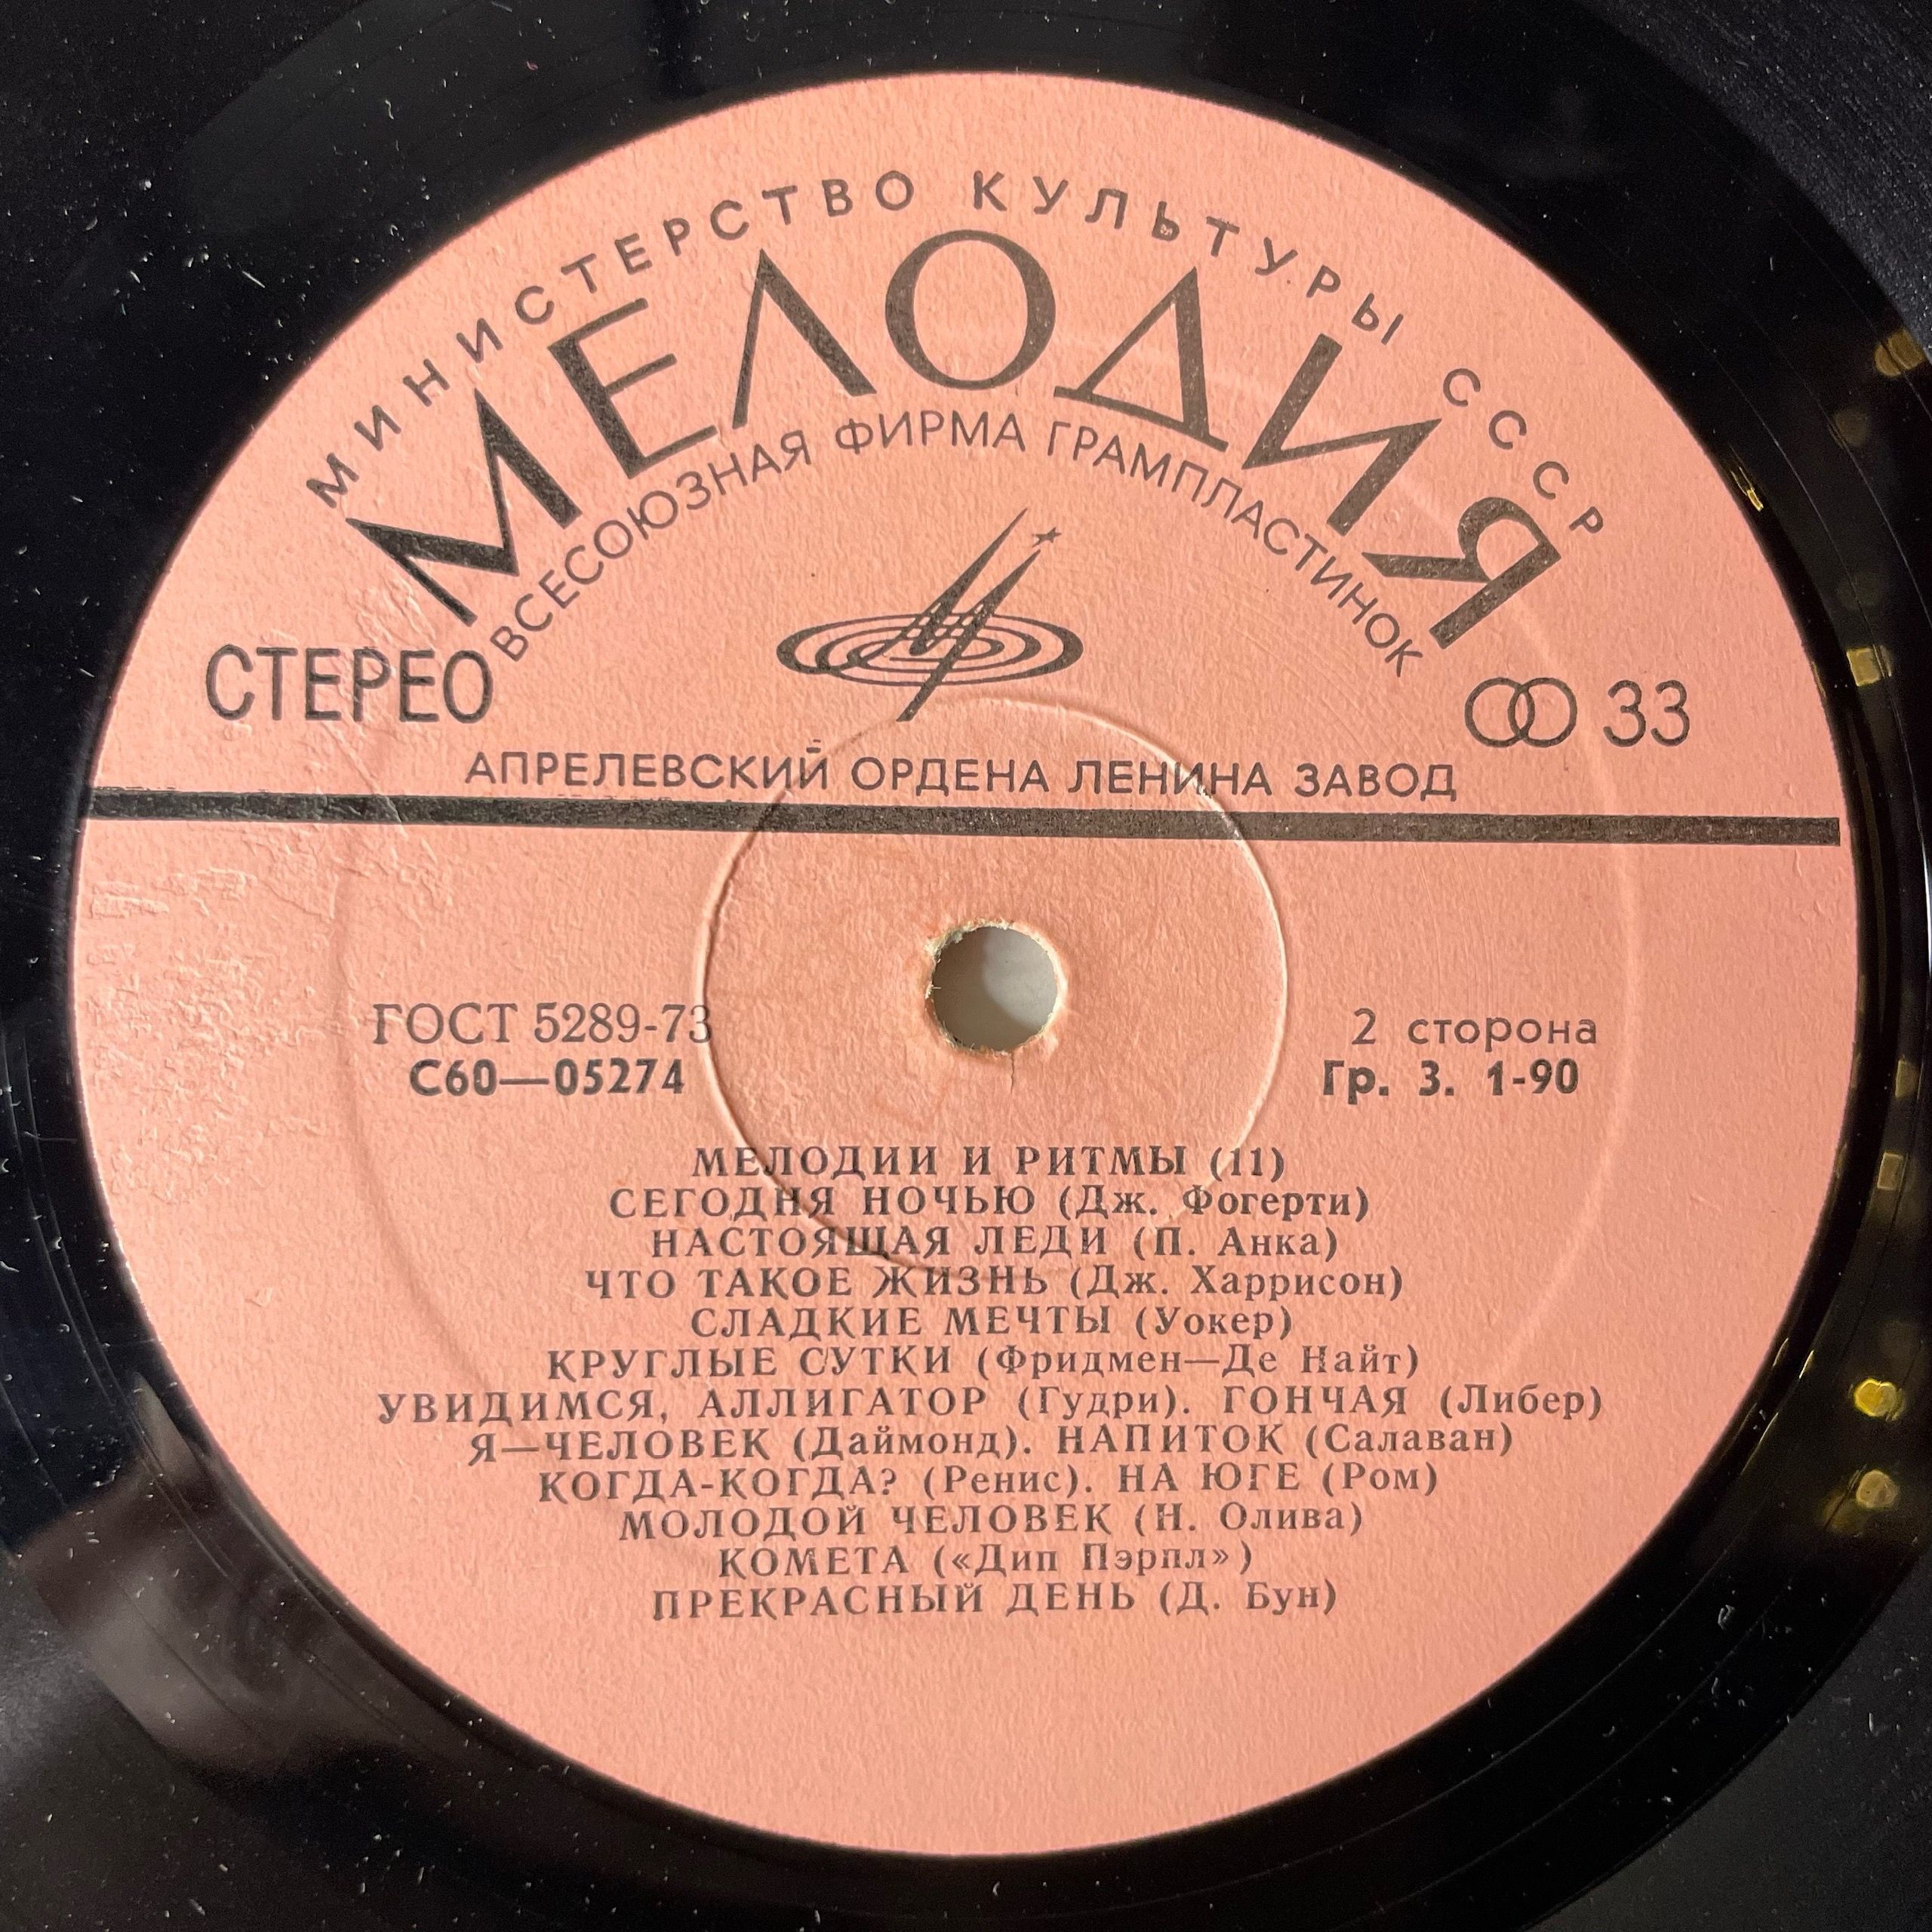 МИНИСТЕРСТВО КУЛЬТУРЫ СССР
МЕЛОДИЯ
ВСЕСОЮЗНАЯ ФИРМА ГРАМПЛАСТИНОК
СТЕРЕО
33
АПРЕЛЕВСКИЙ ОРДЕНА ЛЕНИНА ЗАВОД
ГОСТ 5289-73
2 сторона
С60—05274
Гр. 3. 1-90
МЕЛОДИИ И РИТМЫ (11)
СЕГОДНЯ НОЧЬЮ (Дж. Фогерти)
НАСТОЯЩАЯ ЛЕДИ (П. Анка)
ЧТО ТАКОЕ ЖИЗНЬ (Дж. Харрисон)
СЛАДКИЕ МЕЧТЫ (Уокер)
КРУГЛЫЕ СУТКИ (Фридмен—Де Найт)
УВИДИМСЯ, АЛЛИГАТОР (Гудри). ГОНЧАЯ (Либер)
Я—ЧЕЛОВЕК (Даймонд). НАПИТОК (Салаван)
КОГДА-КОГДА? (Ренис). НА ЮГЕ (Ром)
МОЛОДОЙ ЧЕЛОВЕК (Н. Олива)
КОМЕТА («Дип Пэрпл»)
ПРЕКРАСНЫЙ ДЕНЬ (Д. Бун)